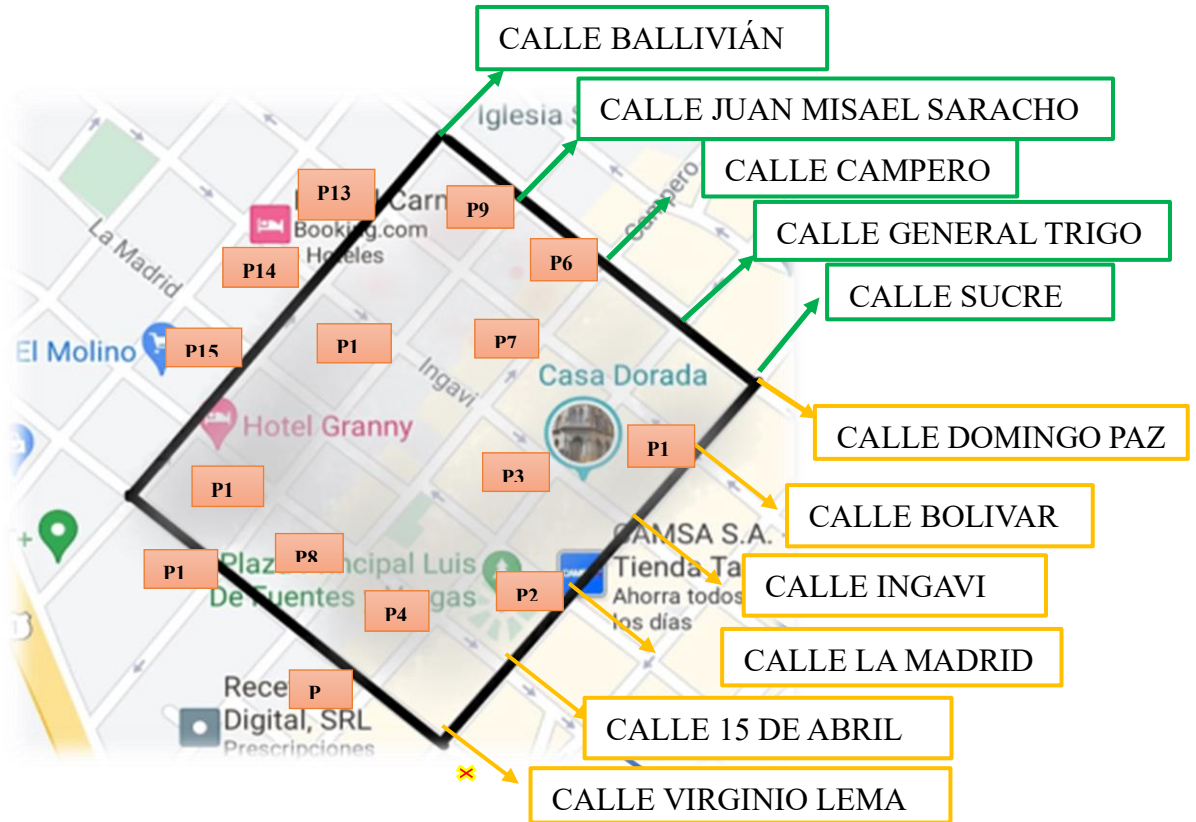 CALLE BALLIVIÁN
CALLE JUAN MISAEL SARACHO
CALLE CAMPERO
CALLE GENERAL TRIGO
CALLE SUCRE
CALLE DOMINGO PAZ
CALLE BOLIVAR
CALLE INGAVI
CALLE LA MADRID
CALLE 15 DE ABRIL
CALLE VIRGINIO LEMA
Iglesia
Campero
P13
Carn
P9
Booking.com
Hoteles
La Madrid
P14
P6
El Molino
P15
P1
P7
Ingavi
Casa Dorada
Hotel Granny
P1
P3
P1
P1
P8
Plaza Principal Luis
De Fuentes Vargas
P4
P2
CAMSA S.A.
Tienda Ta
Ahorra todos
los días
P
Rece
Digital, SRL
Prescripciones